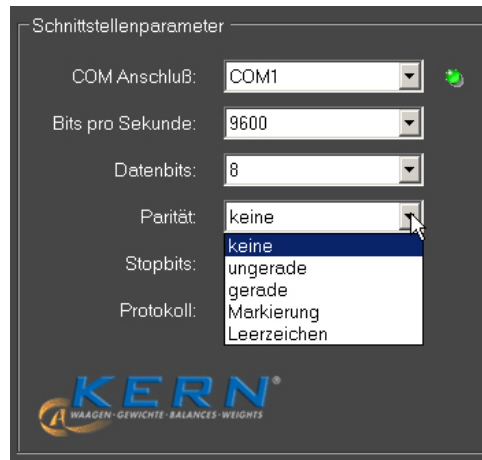 Schnittstellenparameter
COM Anschluß: COM1
Bits pro Sekunde: 9600
Datenbits: 8
Parität: keine
keine
Stopbits: ungerade
gerade
Protokoll: Markierung
Leerzeichen
KERN®
WAAGEN·GEWICHTE·BALANCES·WEIGHTS